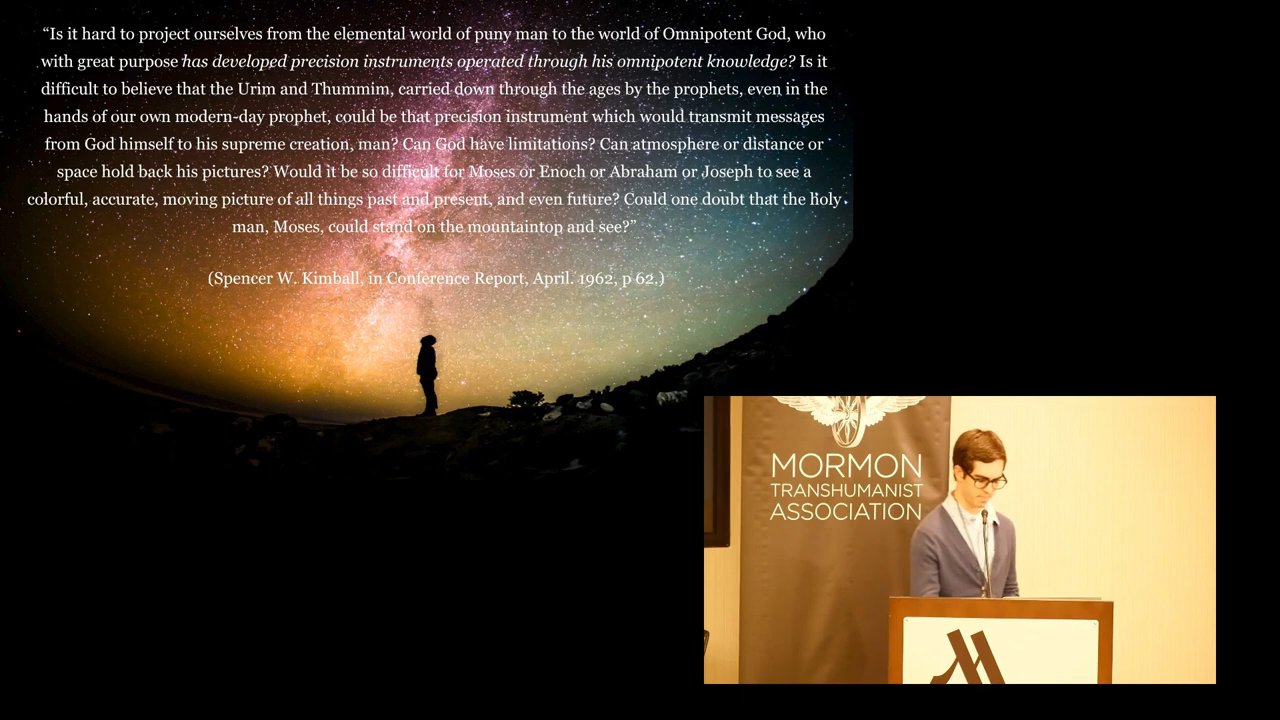 “Is it hard to project ourselves from the elemental world of puny man to the world of Omnipotent God, who
with great purpose has developed precision instruments operated through his omnipotent knowledge? Is it
difficult to believe that the Urim and Thummim, carried down through the ages by the prophets, even in the
hands of our own modern-day prophet, could be that precision instrument which would transmit messages
from God himself to his supreme creation, man? Can God have limitations? Can atmosphere or distance or
space hold back his pictures? Would it be so difficult for Moses or Enoch or Abraham or Joseph to see a
colorful, accurate, moving picture of all things past and present, and even future? Could one doubt that the holy
man, Moses, could stand on the mountaintop and see?”
(Spencer W. Kimball, in Conference Report, April. 1962, p 62.)
MORMON
TRANSHUMANIST
ASSOCIATION